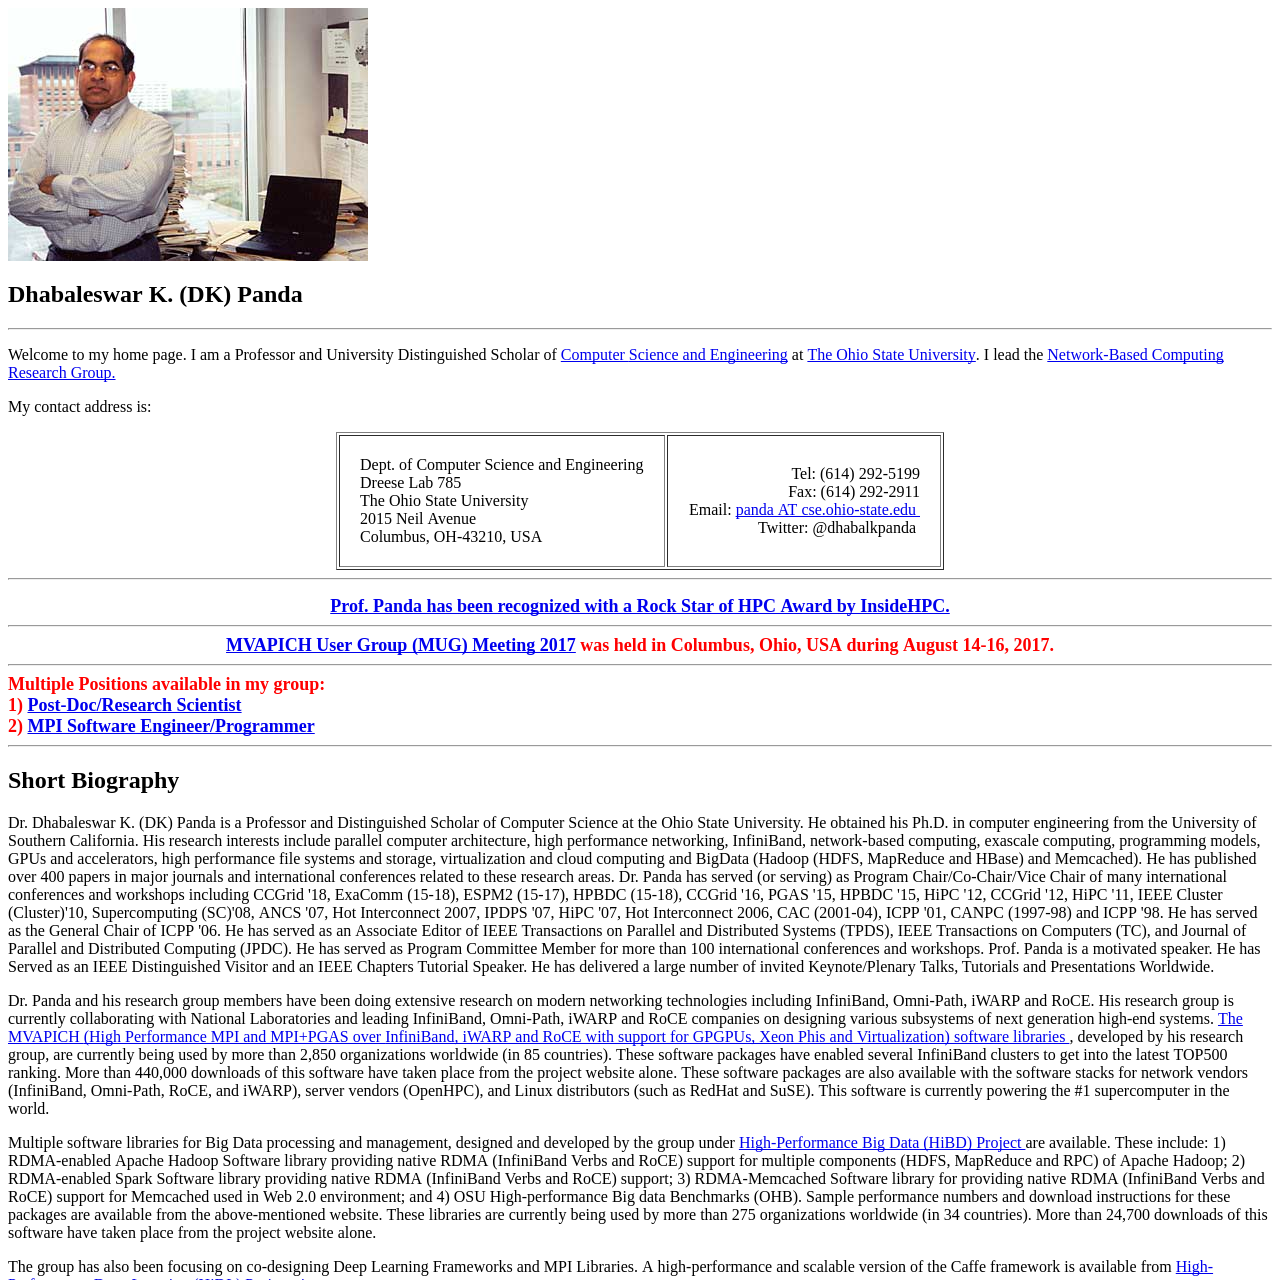 Dhabaleswar K. (DK) Panda
Welcome to my home page. I am a Professor and University Distinguished Scholar of Computer Science and Engineering at The Ohio State University. I lead the Network-Based Computing
Research Group.
My contact address is:
Dept. of Computer Science and Engineering
Dreese Lab 785
The Ohio State University
2015 Neil Avenue
Columbus, OH-43210, USA
Tel: (614) 292-5199
Fax: (614) 292-2911
Email: panda AT cse.ohio-state.edu
Twitter: @dhabalkpanda
Prof. Panda has been recognized with a Rock Star of HPC Award by InsideHPC.
MVAPICH User Group (MUG) Meeting 2017 was held in Columbus, Ohio, USA during August 14-16, 2017.
Multiple Positions available in my group:
1) Post-Doc/Research Scientist
2) MPI Software Engineer/Programmer
Short Biography
Dr. Dhabaleswar K. (DK) Panda is a Professor and Distinguished Scholar of Computer Science at the Ohio State University. He obtained his Ph.D. in computer engineering from the University of
Southern California. His research interests include parallel computer architecture, high performance networking, InfiniBand, network-based computing, exascale computing, programming models,
GPUs and accelerators, high performance file systems and storage, virtualization and cloud computing and BigData (Hadoop (HDFS, MapReduce and HBase) and Memcached). He has published
over 400 papers in major journals and international conferences related to these research areas. Dr. Panda has served (or serving) as Program Chair/Co-Chair/Vice Chair of many international
conferences and workshops including CCGrid '18, ExaComm (15-18), ESPM2 (15-17), HPBDC (15-18), CCGrid '16, PGAS '15, HPBDC '15, HiPC '12, CCGrid '12, HiPC '11, IEEE Cluster
(Cluster)'10, Supercomputing (SC)'08, ANCS '07, Hot Interconnect 2007, IPDPS '07, HiPC '07, Hot Interconnect 2006, CAC (2001-04), ICPP '01, CANPC (1997-98) and ICPP '98. He has served
as the General Chair of ICPP '06. He has served as an Associate Editor of IEEE Transactions on Parallel and Distributed Systems (TPDS), IEEE Transactions on Computers (TC), and Journal of
Parallel and Distributed Computing (JPDC). He has served as Program Committee Member for more than 100 international conferences and workshops. Prof. Panda is a motivated speaker. He has
Served as an IEEE Distinguished Visitor and an IEEE Chapters Tutorial Speaker. He has delivered a large number of invited Keynote/Plenary Talks, Tutorials and Presentations Worldwide.
Dr. Panda and his research group members have been doing extensive research on modern networking technologies including InfiniBand, Omni-Path, iWARP and RoCE. His research group is
currently collaborating with National Laboratories and leading InfiniBand, Omni-Path, iWARP and RoCE companies on designing various subsystems of next generation high-end systems. The
MVAPICH (High Performance MPI and MPI+PGAS over InfiniBand, iWARP and RoCE with support for GPGPUs, Xeon Phis and Virtualization) software libraries , developed by his research
group, are currently being used by more than 2,850 organizations worldwide (in 85 countries). These software packages have enabled several InfiniBand clusters to get into the latest TOP500
ranking. More than 440,000 downloads of this software have taken place from the project website alone. These software packages are also available with the software stacks for network vendors
(InfiniBand, Omni-Path, RoCE, and iWARP), server vendors (OpenHPC), and Linux distributors (such as RedHat and SuSE). This software is currently powering the #1 supercomputer in the
world.
Multiple software libraries for Big Data processing and management, designed and developed by the group under High-Performance Big Data (HiBD) Project are available. These include: 1)
RDMA-enabled Apache Hadoop Software library providing native RDMA (InfiniBand Verbs and RoCE) support for multiple components (HDFS, MapReduce and RPC) of Apache Hadoop; 2)
RDMA-enabled Spark Software library providing native RDMA (InfiniBand Verbs and RoCE) support; 3) RDMA-Memcached Software library for providing native RDMA (InfiniBand Verbs and
RoCE) support for Memcached used in Web 2.0 environment; and 4) OSU High-performance Big data Benchmarks (OHB). Sample performance numbers and download instructions for these
packages are available from the above-mentioned website. These libraries are currently being used by more than 275 organizations worldwide (in 34 countries). More than 24,700 downloads of this
software have taken place from the project website alone.
The group has also been focusing on co-designing Deep Learning Frameworks and MPI Libraries. A high-performance and scalable version of the Caffe framework is available from High-